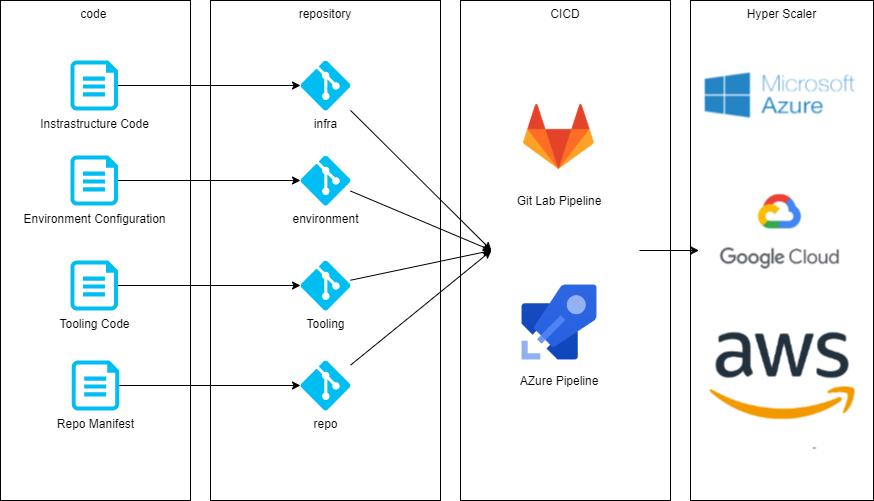 code
repository
CICD
Hyper Scaler
Instrastructure Code
infra
Environment Configuration
environment
Tooling Code
Tooling
Repo Manifest
repo
Git Lab Pipeline
AZure Pipeline
Microsoft
Azure
Google Cloud
aws
-